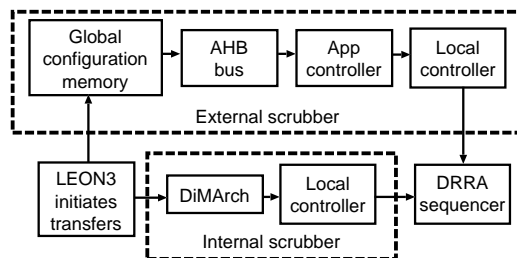 Global
configuration
memory
AHB
bus
App
controller
Local
controller
External scrubber
LEON3
initiates
transfers
DiMArch
Local
controller
DRRA
sequencer
Internal scrubber